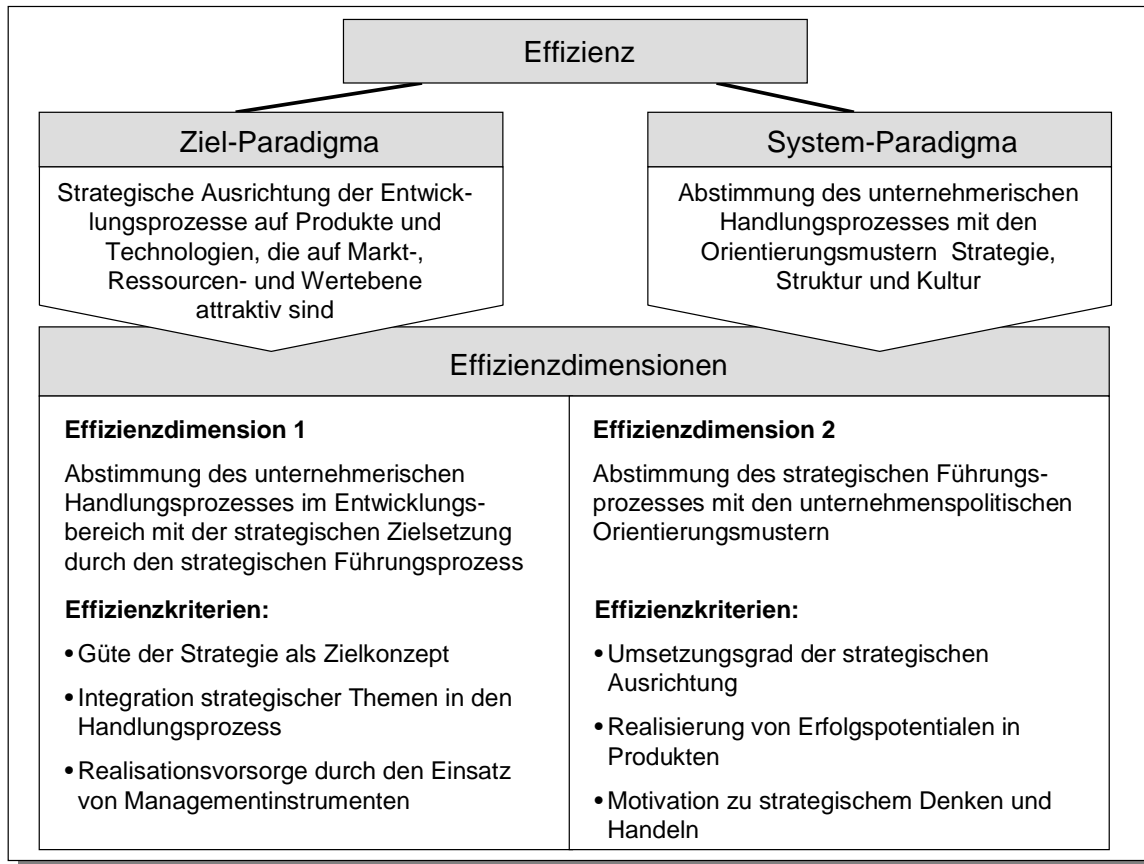 Effizienz
Ziel-Paradigma
Strategische Ausrichtung der Entwick-
lungsprozesse auf Produkte und
Technologien, die auf Markt-,
Ressourcen- und Wertebene
attraktiv sind
System-Paradigma
Abstimmung des unternehmerischen
Handlungsprozesses mit den
Orientierungsmustern Strategie,
Struktur und Kultur
Effizienzdimensionen
Effizienzdimension 1
Abstimmung des unternehmerischen
Handlungsprozesses im Entwicklungs-
bereich mit der strategischen Zielsetzung
durch den strategischen Führungsprozess
Effizienzkriterien:
• Güte der Strategie als Zielkonzept
• Integration strategischer Themen in den
Handlungsprozess
• Realisationsvorsorge durch den Einsatz
von Managementinstrumenten
Effizienzdimension 2
Abstimmung des strategischen Führungs-
prozesses mit den unternehmenspolitischen
Orientierungsmustern
Effizienzkriterien:
• Umsetzungsgrad der strategischen
Ausrichtung
• Realisierung von Erfolgspotentialen in
Produkten
• Motivation zu strategischem Denken und
Handeln